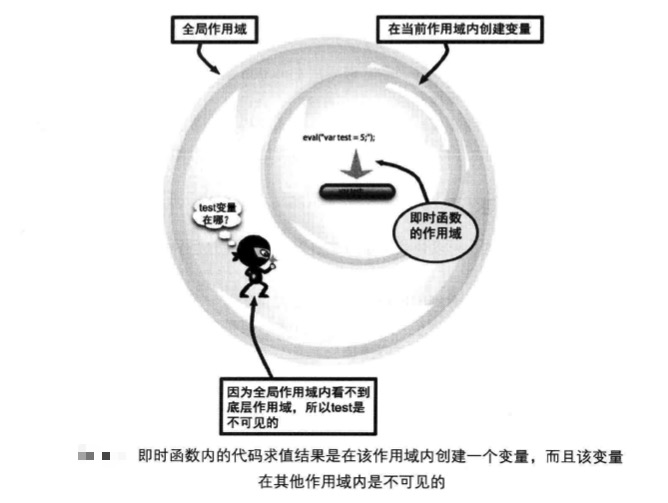 全局作用域
在当前作用域内创建变量
eval("var test = 5;");
test变量
在哪?
即时函数
的作用域
因为全局作用域内看不到
底层作用域，所以test是
不可见的
即时函数内的代码求值结果是在该作用域内创建一个变量，而且该变量
在其他作用域内是不可见的